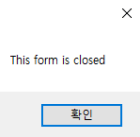 This form is closed
확인